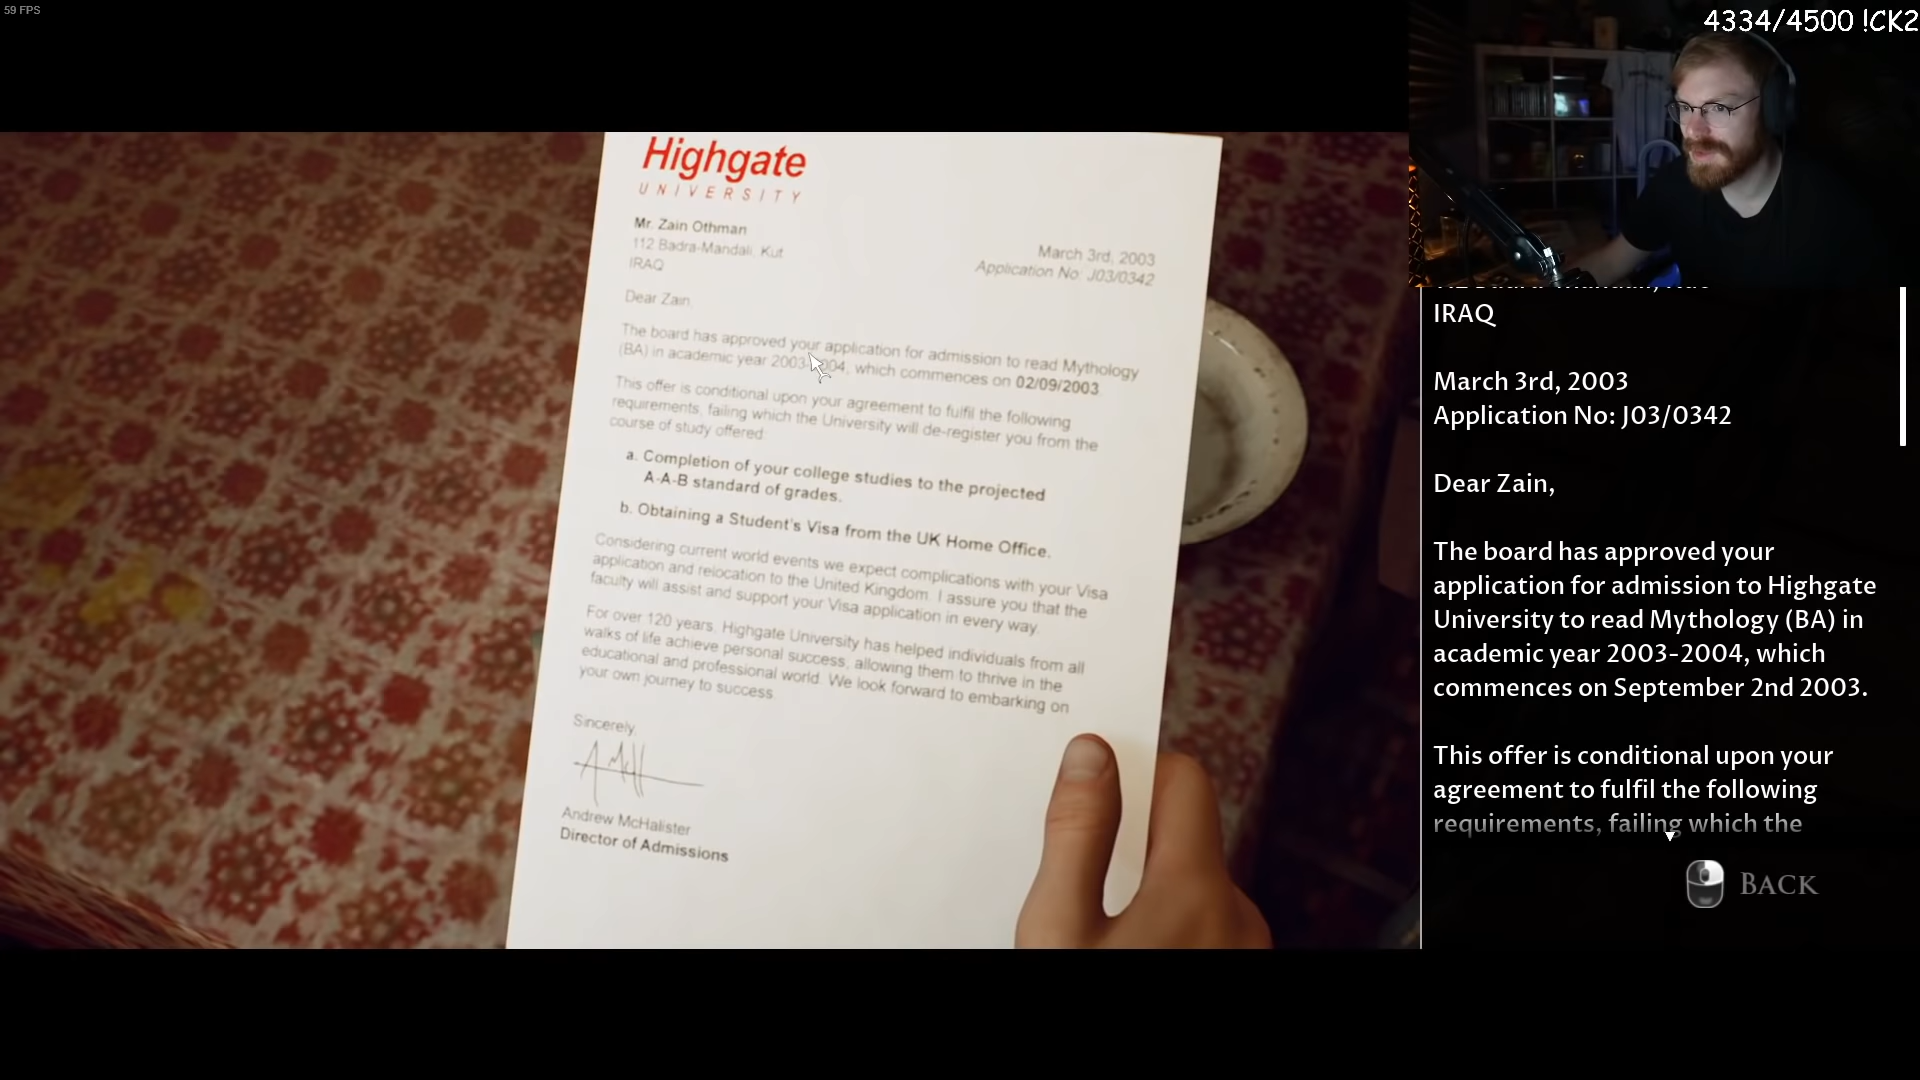 59 FPS
4334/4500 !CK2
Highgate
UNIVERSITY
Mr. Zain Othman
112 Badra-Mandali, Kut
IRAQ
March 3rd, 2003
Application No: J03/0342
Dear Zain,
The board has approved your application for admission to read Mythology
(BA) in academic year 2003-2004, which commences on 02/09/2003.
This offer is conditional upon your agreement to fulfil the following
requirements, failing which the University will de-register you from the
course of study offered:
a. Completion of your college studies to the projected
A-A-B standard of grades.
b. Obtaining a Student's Visa from the UK Home Office.
Considering current world events we expect complications with your Visa
application and relocation to the United Kingdom. I assure you that the
faculty will assist and support your Visa application in every way.
For over 120 years, Highgate University has helped individuals from all
walks of life achieve personal success, allowing them to thrive in the
educational and professional world. We look forward to embarking on
your own journey to success
Sincerely,
Andrew McHalister
Director of Admissions
IRAQ
March 3rd, 2003
Application No: J03/0342
Dear Zain,
The board has approved your
application for admission to Highgate
University to read Mythology (BA) in
academic year 2003-2004, which
commences on September 2nd 2003.
This offer is conditional upon your
agreement to fulfil the following
requirements, failing which the
BACK